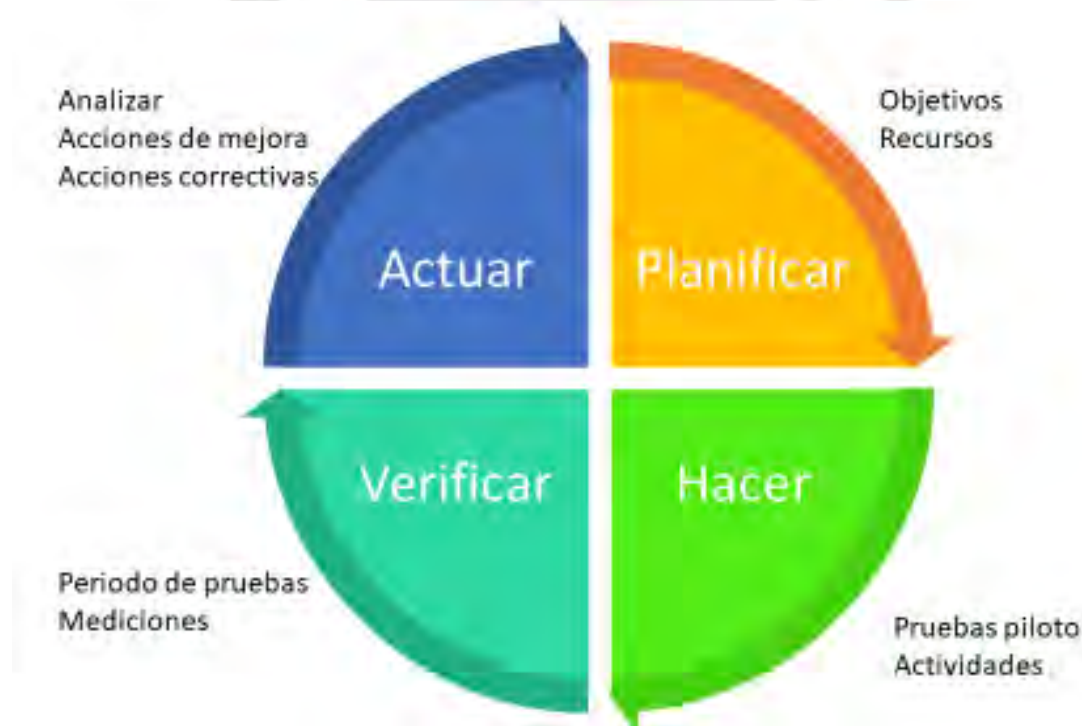 Analizar
Acciones de mejora
Acciones correctivas
Objetivos
Recursos
Actuar
Planificar
Verificar
Hacer
Periodo de pruebas
Mediciones
Pruebas piloto
Actividades